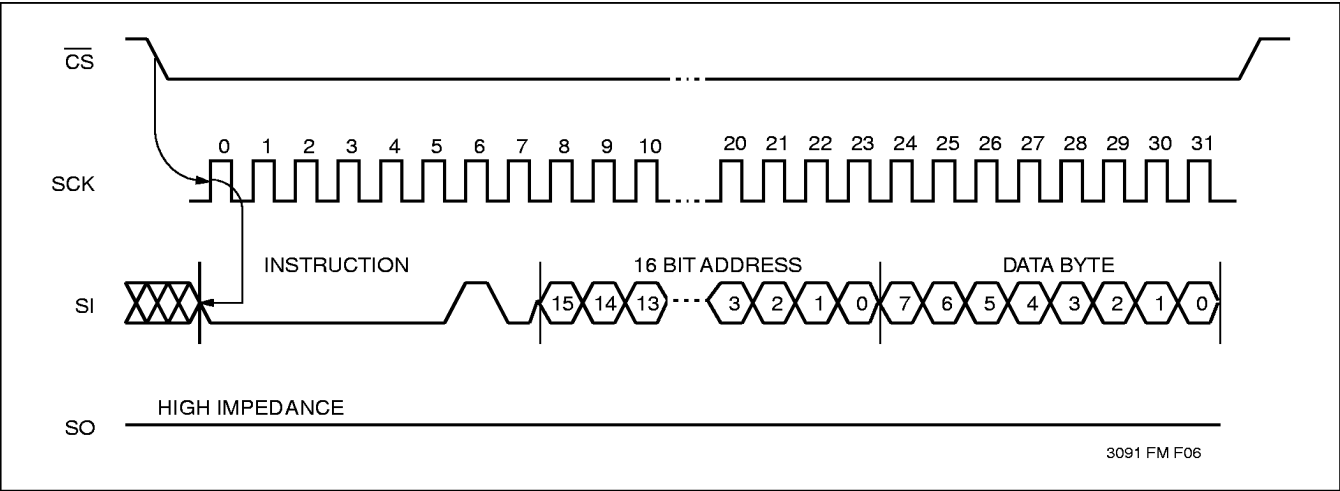 CS
0 1 2 3 4 5 6 7 8 9 10 20 21 22 23 24 25 26 27 28 29 30 31
SCK
INSTRUCTION 16 BIT ADDRESS DATA BYTE
SI 15 14 13 3 2 1 0 7 6 5 4 3 2 1 0
HIGH IMPEDANCE
SO
3091 FM F06